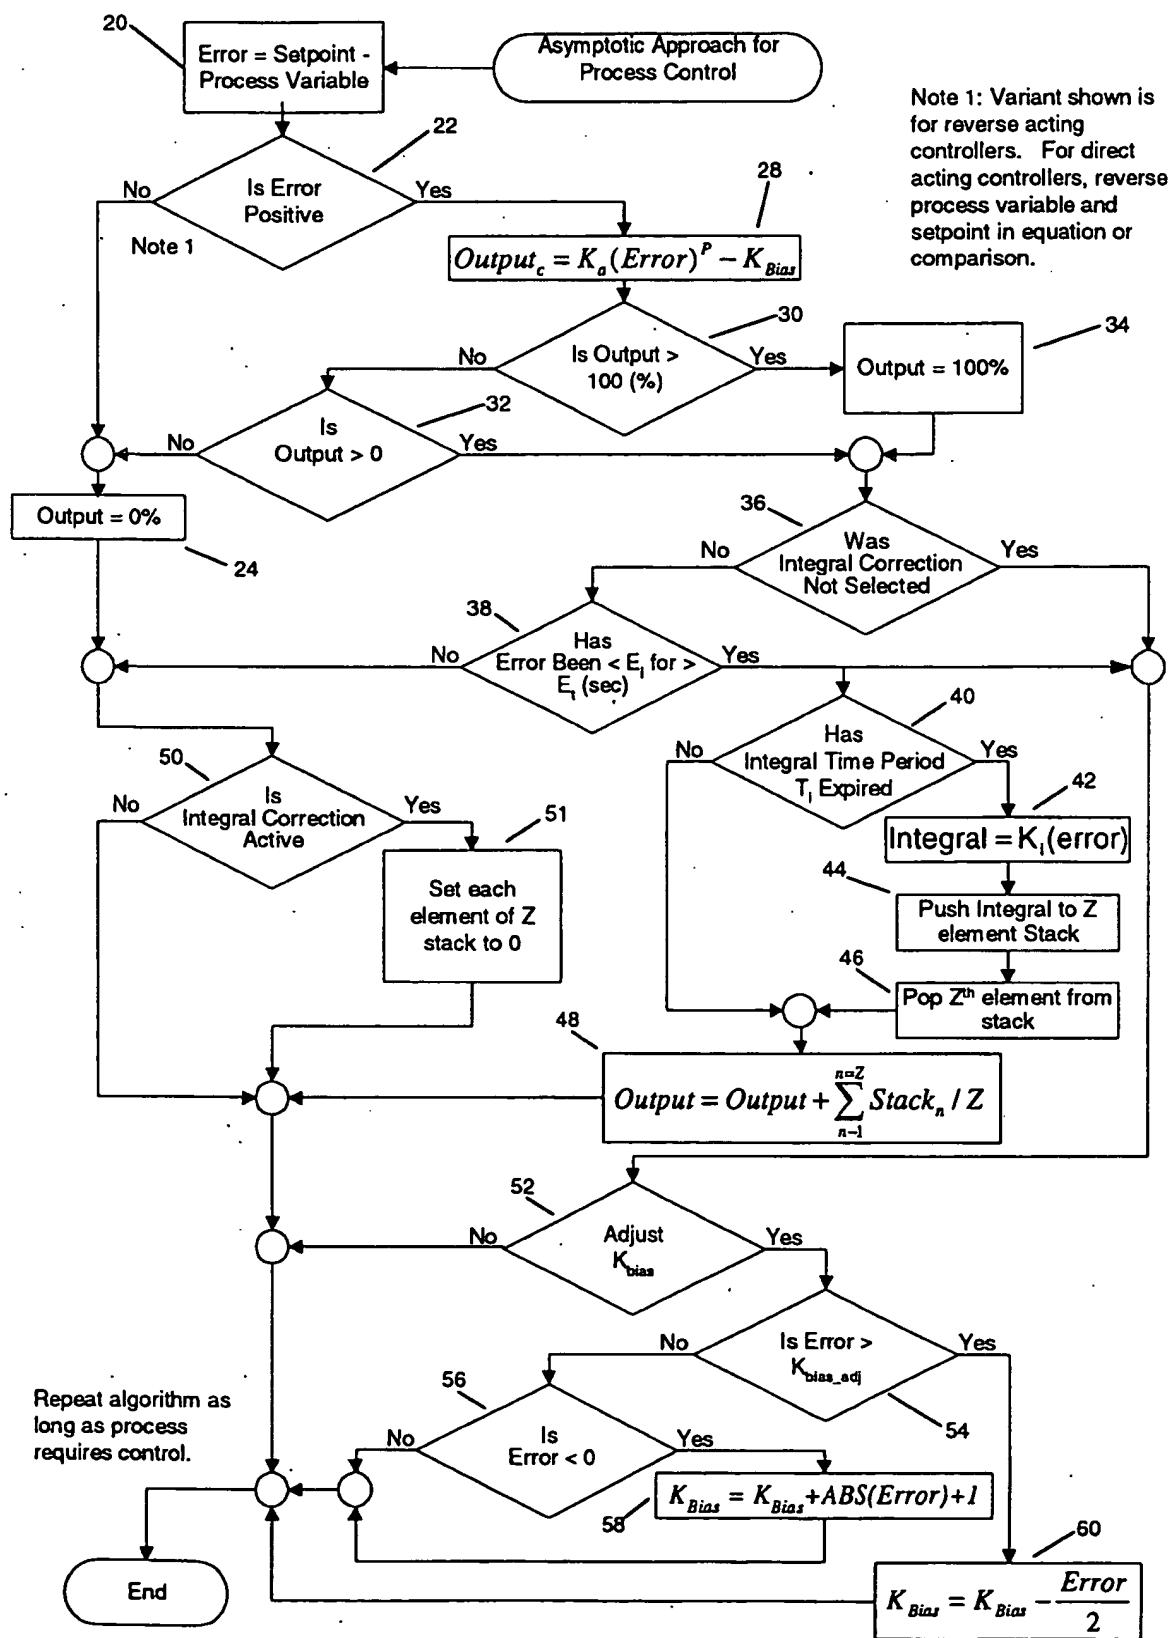 20
Error = Setpoint -
Process Variable
Asymptotic Approach for
Process Control
Note 1: Variant shown is
for reverse acting
controllers. For direct
acting controllers, reverse
process variable and
setpoint in equation or
comparison.
22
No
Is Error
Positive
Yes
Note 1
28
Output_c = K_a (Error)^P − K_Bias
30
No
Is Output >
100 (%)
Yes
34
Output = 100%
32
No
Is
Output > 0
Yes
Output = 0%
24
36
No
Was
Integral Correction
Not Selected
Yes
38
No
Has
Error Been < E_i for >
E_t (sec)
Yes
40
No
Has
Integral Time Period
T_i Expired
Yes
42
Integral = K_i(error)
44
Push Integral to Z
element Stack
46
Pop Z^th element from
stack
50
No
Is
Integral Correction
Active
Yes
51
Set each
element of Z
stack to 0
48
Output = Output + ∑_{n-1}^{n=Z} Stack_n / Z
52
No
Adjust
K_bias
Yes
No
Is Error >
K_bias_adj
Yes
54
56
No
Is
Error < 0
Yes
K_Bias = K_Bias+ABS(Error)+1
58
Repeat algorithm as
long as process
requires control.
60
K_Bias = K_Bias − Error/2
End